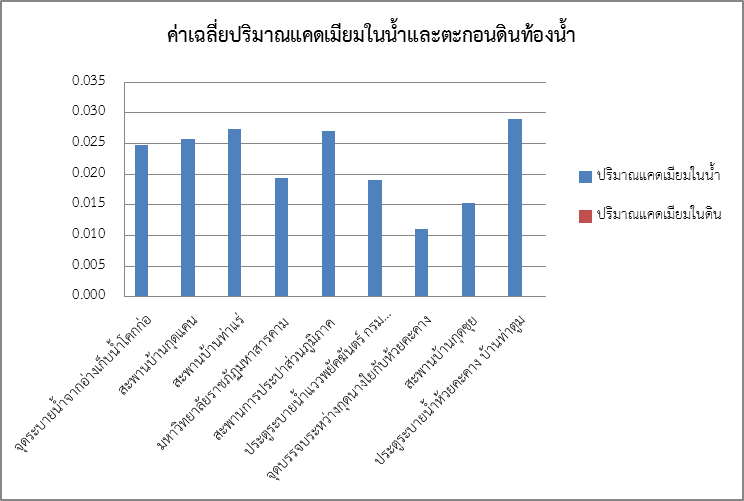 ค่าเฉลี่ยปริมาณแคดเมียมในน้ำและตะกอนดินท้องน้ำ
0.035
0.030
0.025
0.020
0.015
0.010
0.005
0.000
ปริมาณแคดเมียมในน้ำ
ปริมาณแคดเมียมในดิน
จุดระบายน้ำจากอ่างเก็บน้ำโคกก่อ
สะพานบ้านกุดแคน
สะพานบ้านท่าแร่
มหาวิทยาลัยราชภัฏมหาสารคาม
สะพานการประปาส่วนภูมิภาค
ประตูระบายน้ำแววพยัคฆันตร์ กรม...
จุดบรรจบระหว่างกุดนางใยกับห้วยคะคาง
สะพานบ้านกุดซุย
ประตูระบายน้ำห้วยคะคาง บ้านท่าตูม